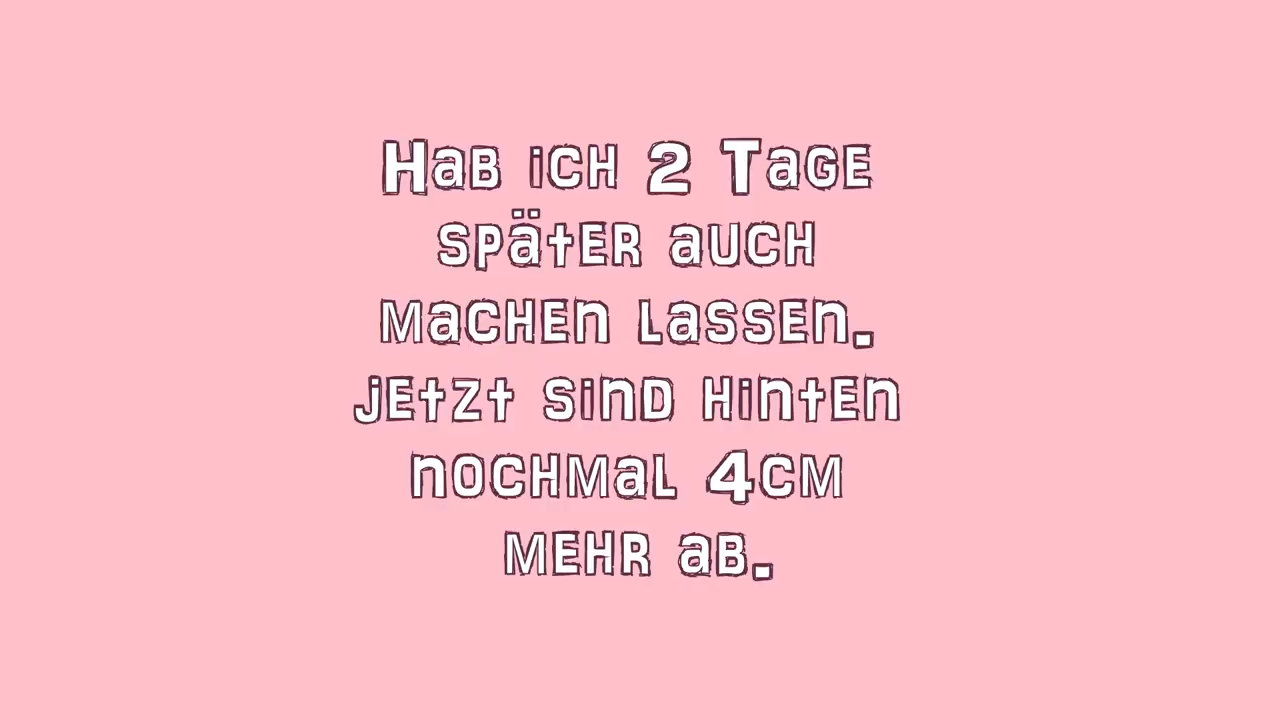 Hab ich 2 Tage
später auch
machen lassen.
jetzt sind hinten
nochmal 4cm
mehr ab.